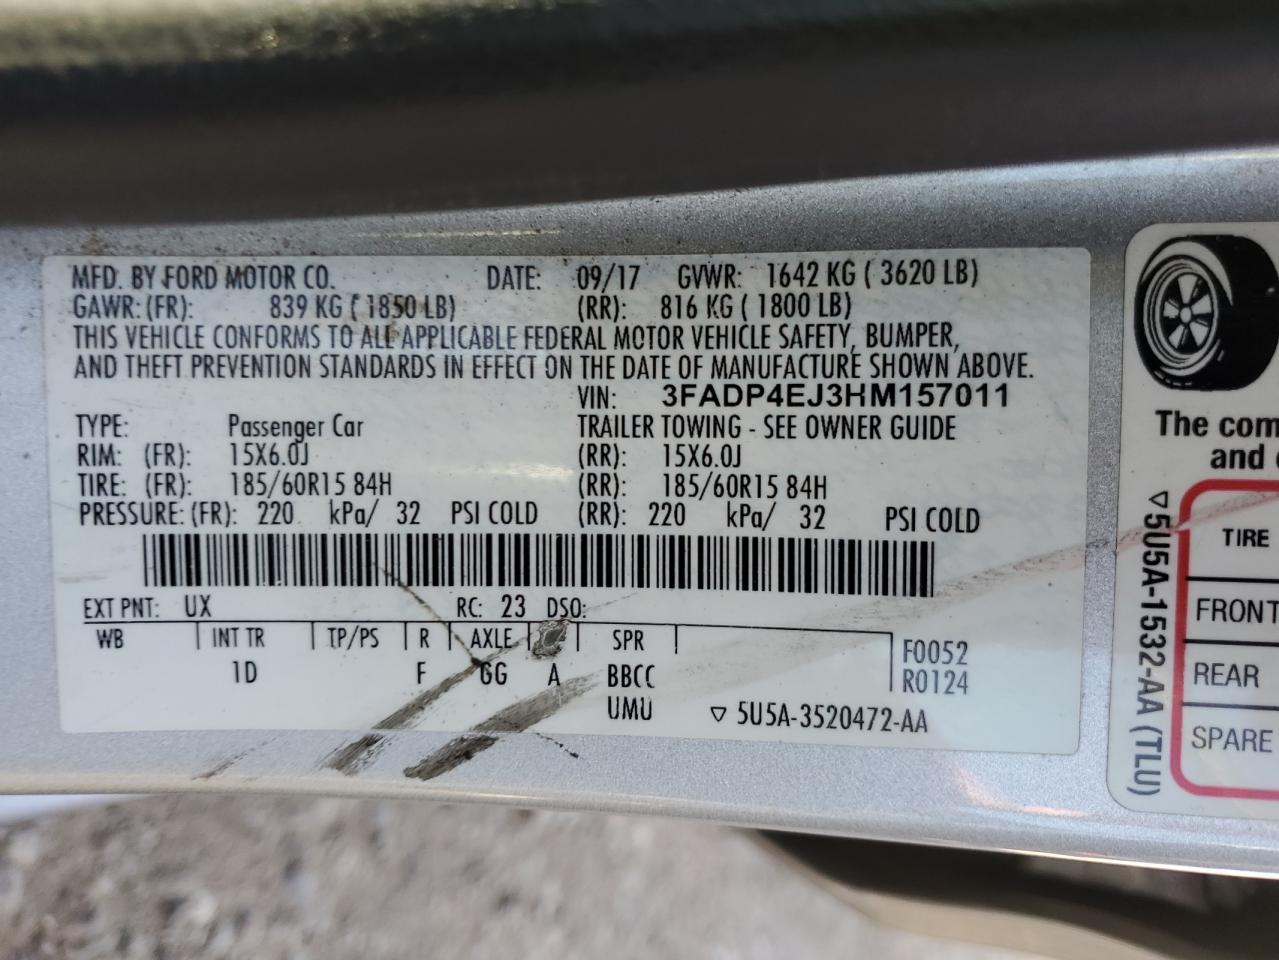 MFD. BY FORD MOTOR CO. DATE: 09/17 GVWR: 1642 KG ( 3620 LB)
GAWR: (FR): 839 KG ( 1850 LB) (RR): 816 KG ( 1800 LB)
THIS VEHICLE CONFORMS TO ALL APPLICABLE FEDERAL MOTOR VEHICLE SAFETY, BUMPER,
AND THEFT PREVENTION STANDARDS IN EFFECT ON THE DATE OF MANUFACTURE SHOWN ABOVE.
VIN: 3FADP4EJ3HM157011
TYPE: Passenger Car TRAILER TOWING - SEE OWNER GUIDE
RIM: (FR): 15X6.0J (RR): 15X6.0J
TIRE: (FR): 185/60R15 84H (RR): 185/60R15 84H
PRESSURE: (FR): 220 kPa/ 32 PSI COLD (RR): 220 kPa/ 32 PSI COLD
EXT PNT: UX RC: 23 DSO:
WB INT TR TP/PS R AXLE SPR F0052
1D F GG A BBCC R0124
UMU ▽ 5U5A-3520472-AA
The com
and
▽5U5A-1532-AA (TLU)
TIRE
FRONT
REAR
SPARE